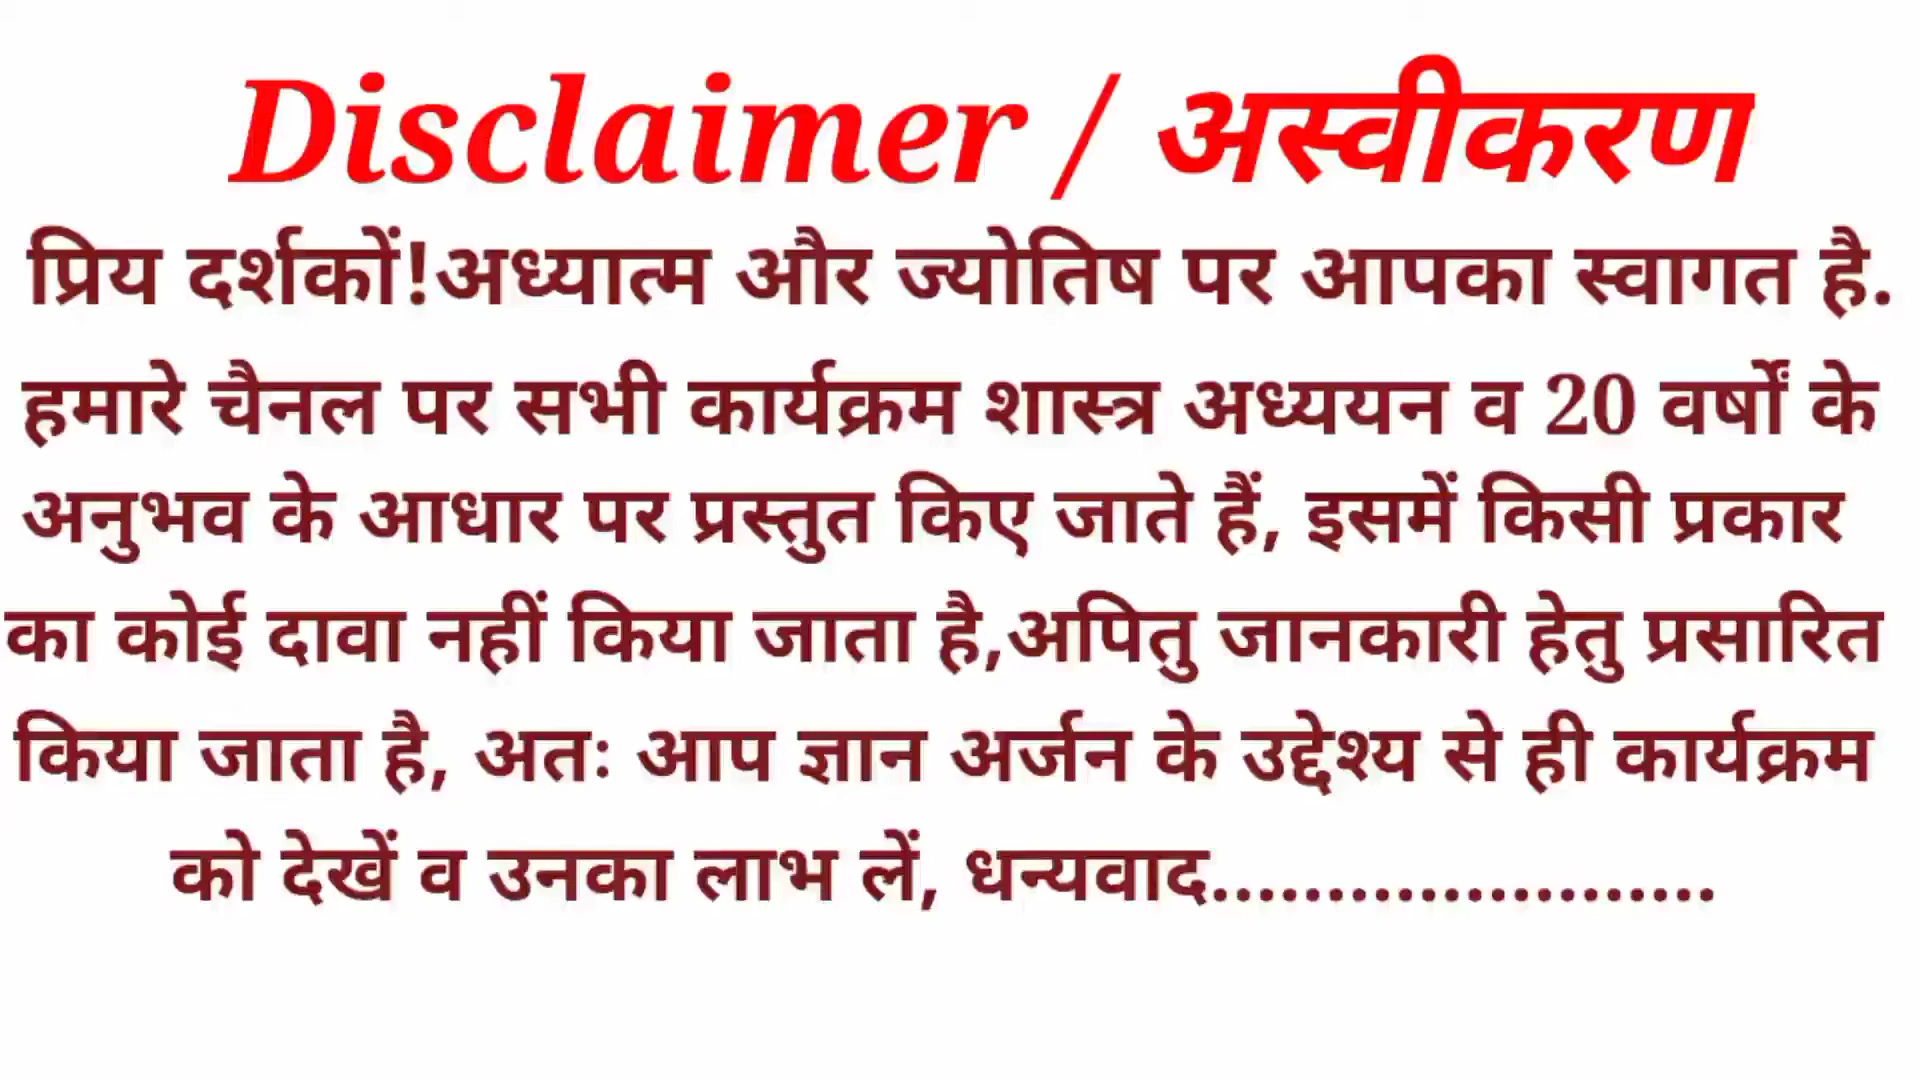 Disclaimer / अस्वीकरण
प्रिय दर्शकों!अध्यात्म और ज्योतिष पर आपका स्वागत है.
हमारे चैनल पर सभी कार्यक्रम शास्त्र अध्ययन व 20 वर्षों के
अनुभव के आधार पर प्रस्तुत किए जाते हैं, इसमें किसी प्रकार
का कोई दावा नहीं किया जाता है,अपितु जानकारी हेतु प्रसारित
किया जाता है, अतः आप ज्ञान अर्जन के उद्देश्य से ही कार्यक्रम
को देखें व उनका लाभ लें, धन्यवाद......................